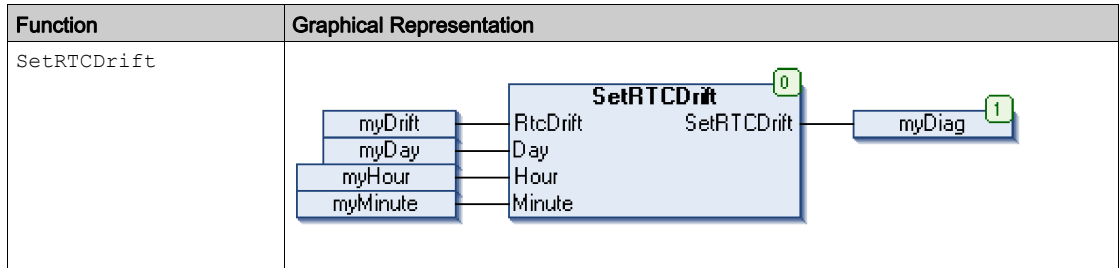 Function Graphical Representation
SetRTCDrift
0
SetRTCDrift
1
myDrift RtcDrift SetRTCDrift myDiag
myDay Day
myHour Hour
myMinute Minute